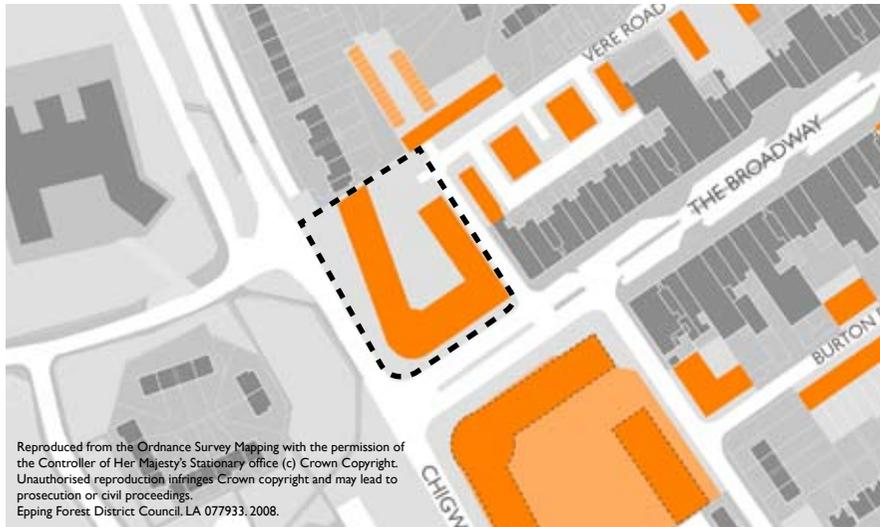 VERE ROAD
THE BROADWAY
BURTON
CHIGW
Reproduced from the Ordnance Survey Mapping with the permission of
the Controller of Her Majesty's Stationary office (c) Crown Copyright.
Unauthorised reproduction infringes Crown copyright and may lead to
prosecution or civil proceedings.
Epping Forest District Council. LA 077933. 2008.